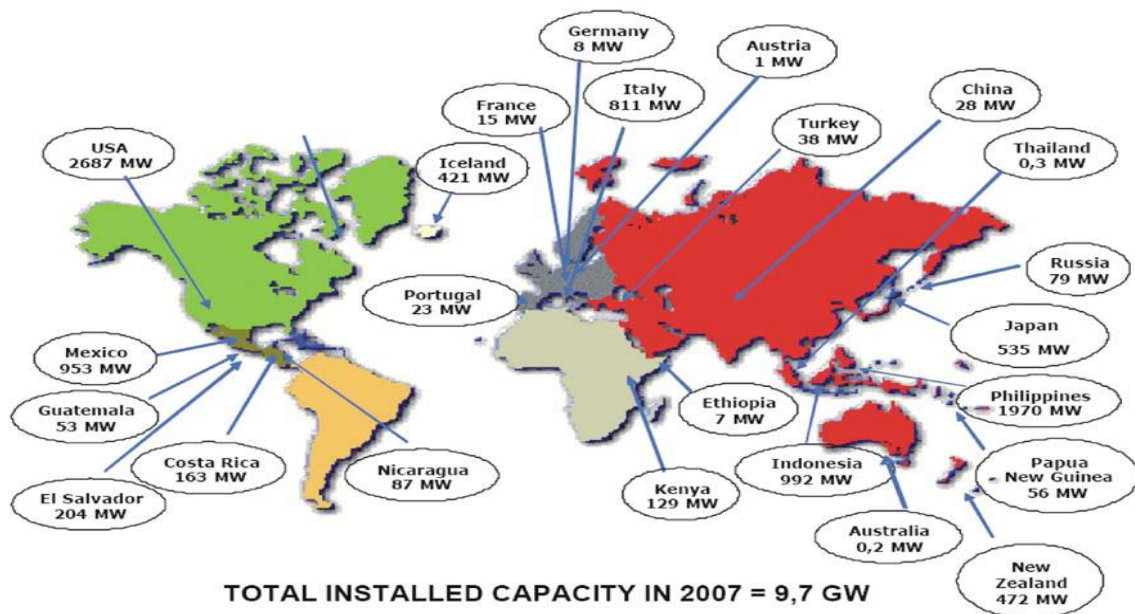 Germany
8 MW
Austria
1 MW
France
15 MW
Italy
811 MW
China
28 MW
USA
2687 MW
Iceland
421 MW
Turkey
38 MW
Thailand
0,3 MW
Portugal
23 MW
Russia
79 MW
Mexico
953 MW
Japan
535 MW
Guatemala
53 MW
Ethiopia
7 MW
Philippines
1970 MW
Costa Rica
163 MW
Nicaragua
87 MW
Indonesia
992 MW
Papua
New Guinea
56 MW
El Salvador
204 MW
Kenya
129 MW
Australia
0,2 MW
New
Zealand
472 MW
TOTAL INSTALLED CAPACITY IN 2007 = 9,7 GW